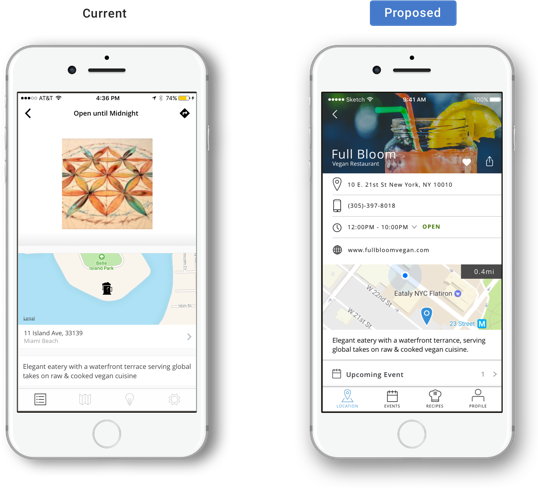 Current
Proposed
AT&T
4:36 PM
74%
Open until Midnight
Belle
Island Park
Legal
11 Island Ave, 33139
Miami Beach
Elegant eatery with a waterfront terrace serving global
takes on raw & cooked vegan cuisine
Sketch
9:41 AM
100%
Full Bloom
Vegan Restaurant
10 E. 21st St New York, NY 10010
(305)-397-8018
12:00PM - 10:00PM
OPEN
www.fullbloomvegan.com
0.4mi
W 22nd St
Eataly NYC Flatiron
W 21st St
23 Street M
Elegant eatery with a waterfront terrance, serving
global takes on raw & cooked vegan cuisine.
Upcoming Event 1
LOCATION
EVENTS
RECIPES
PROFILE